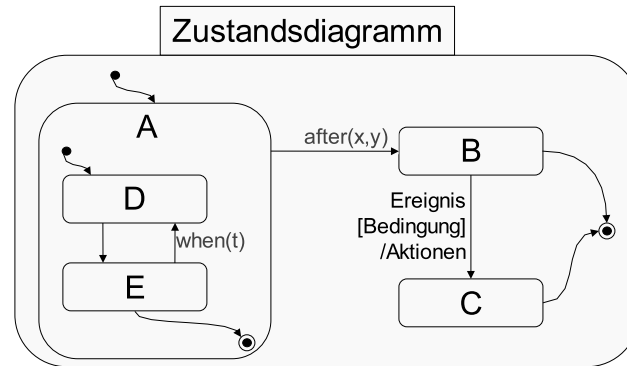 Zustandsdiagramm
A
D
when(t)
E
after(x,y)
B
Ereignis
[Bedingung]
/Aktionen
C